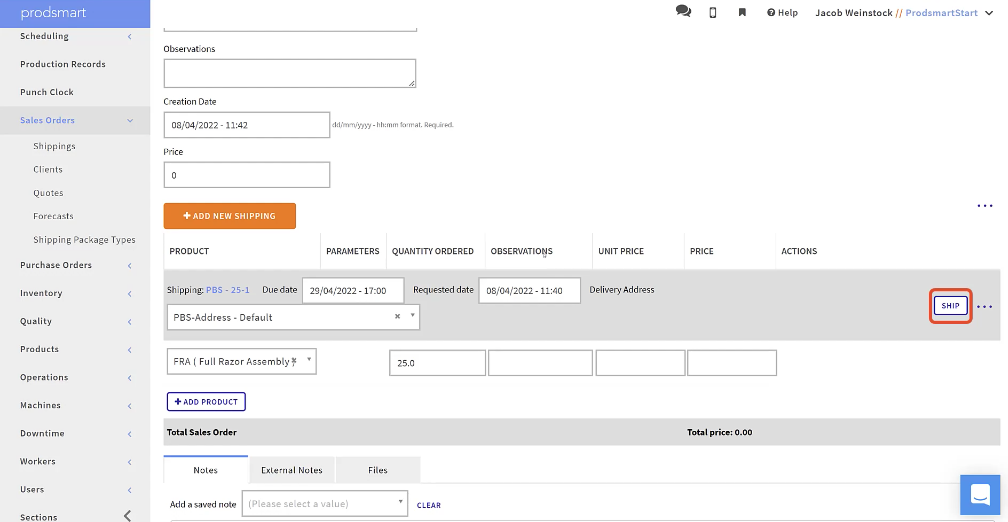 prodsmart
Help
Jacob Weinstock // ProdsmartStart
Scheduling
Production Records
Punch Clock
Sales Orders
Shippings
Clients
Quotes
Forecasts
Shipping Package Types
Purchase Orders
Inventory
Quality
Products
Operations
Machines
Downtime
Workers
Users
Sections
Observations
Creation Date
08/04/2022 - 11:42
dd/mm/yyyy - hh:mm format. Required.
Price
0
+ ADD NEW SHIPPING
PRODUCT PARAMETERS QUANTITY ORDERED OBSERVATIONS UNIT PRICE PRICE ACTIONS
Shipping: PBS - 25-1 Due date 29/04/2022 - 17:00 Requested date 08/04/2022 - 11:40 Delivery Address
PBS-Address - Default
SHIP
FRA ( Full Razor Assembly ) 25.0
+ ADD PRODUCT
Total Sales Order Total price: 0.00
Notes External Notes Files
Add a saved note (Please select a value) CLEAR